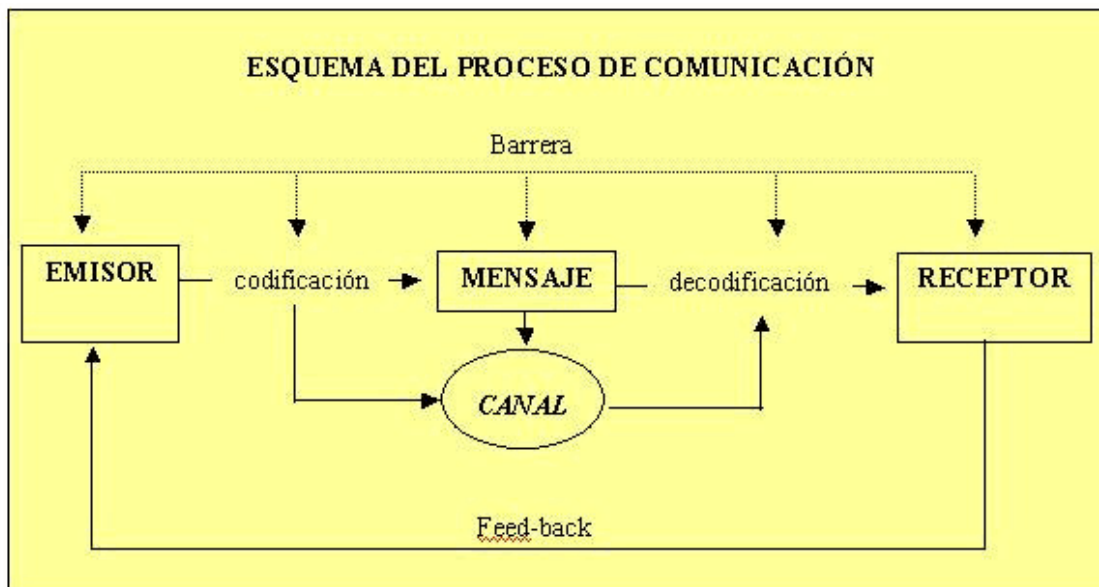 ESQUEMA DEL PROCESO DE COMUNICACIÓN
Barrera
EMISOR codificación MENSAJE decodificación RECEPTOR
CANAL
Feed-back